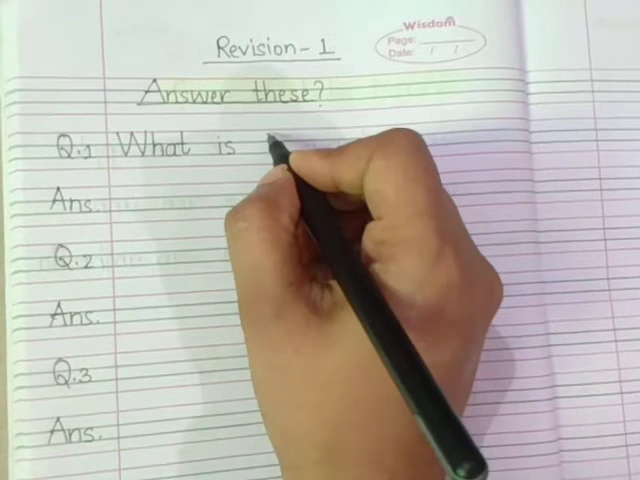 Wisdom
Page:
Date: / /
Revision-1
Answer these?
Q.1 What is
Ans.
Q.2
Ans.
Q.3
Ans.